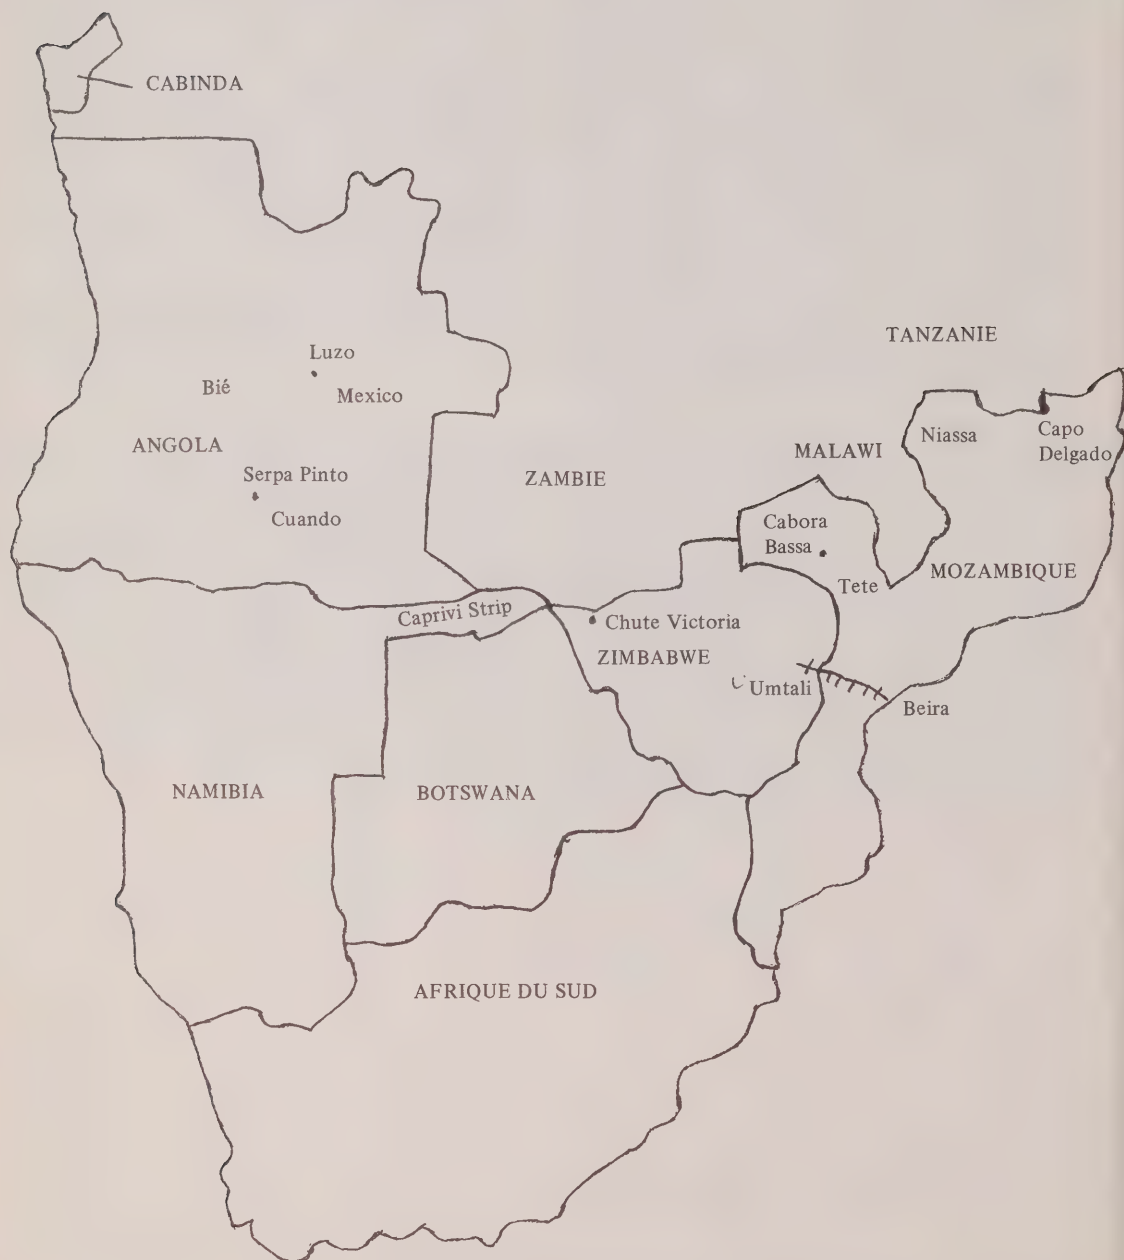 CABINDA
TANZANIE
Luzo
Bié
Mexico
Niassa
Capo
Delgado
ANGOLA
MALAWI
Serpa Pinto
ZAMBIE
Cuando
Cabora
Bassa
MOZAMBIQUE
Tete
Caprivi Strip
Chute Victoria
ZIMBABWE
Umtali
Beira
NAMIBIA
BOTSWANA
AFRIQUE DU SUD